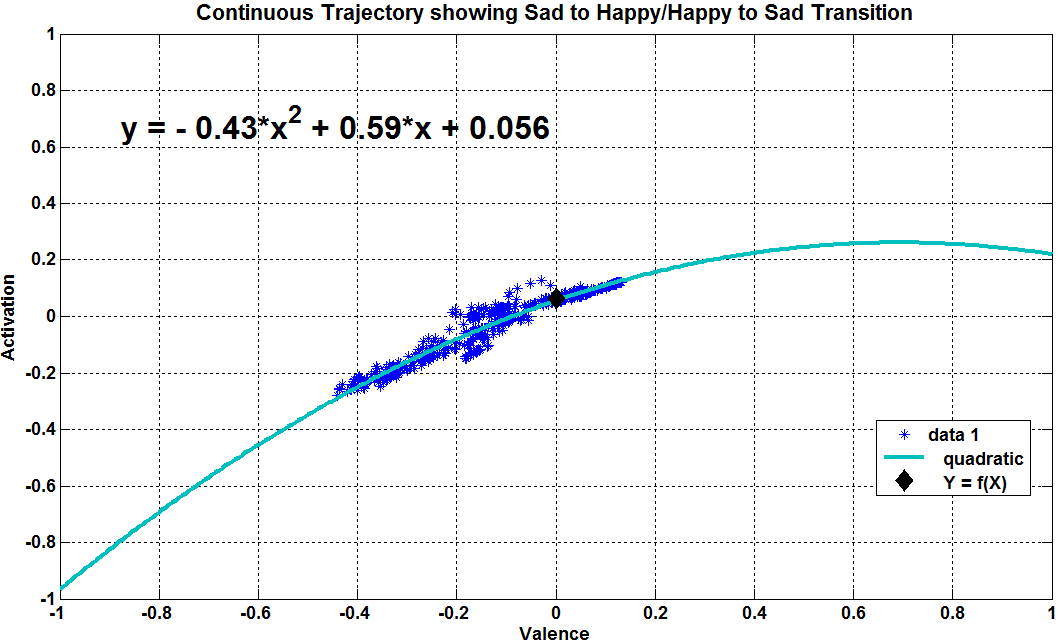 Continuous Trajectory showing Sad to Happy/Happy to Sad Transition
1
0.8
y = - 0.43*x² + 0.59*x + 0.056
0.6
0.4
0.2
Activation
0
-0.2
-0.4
data 1
quadratic
Y = f(X)
-0.6
-0.8
-1
-1 -0.8 -0.6 -0.4 -0.2 0 0.2 0.4 0.6 0.8 1
Valence